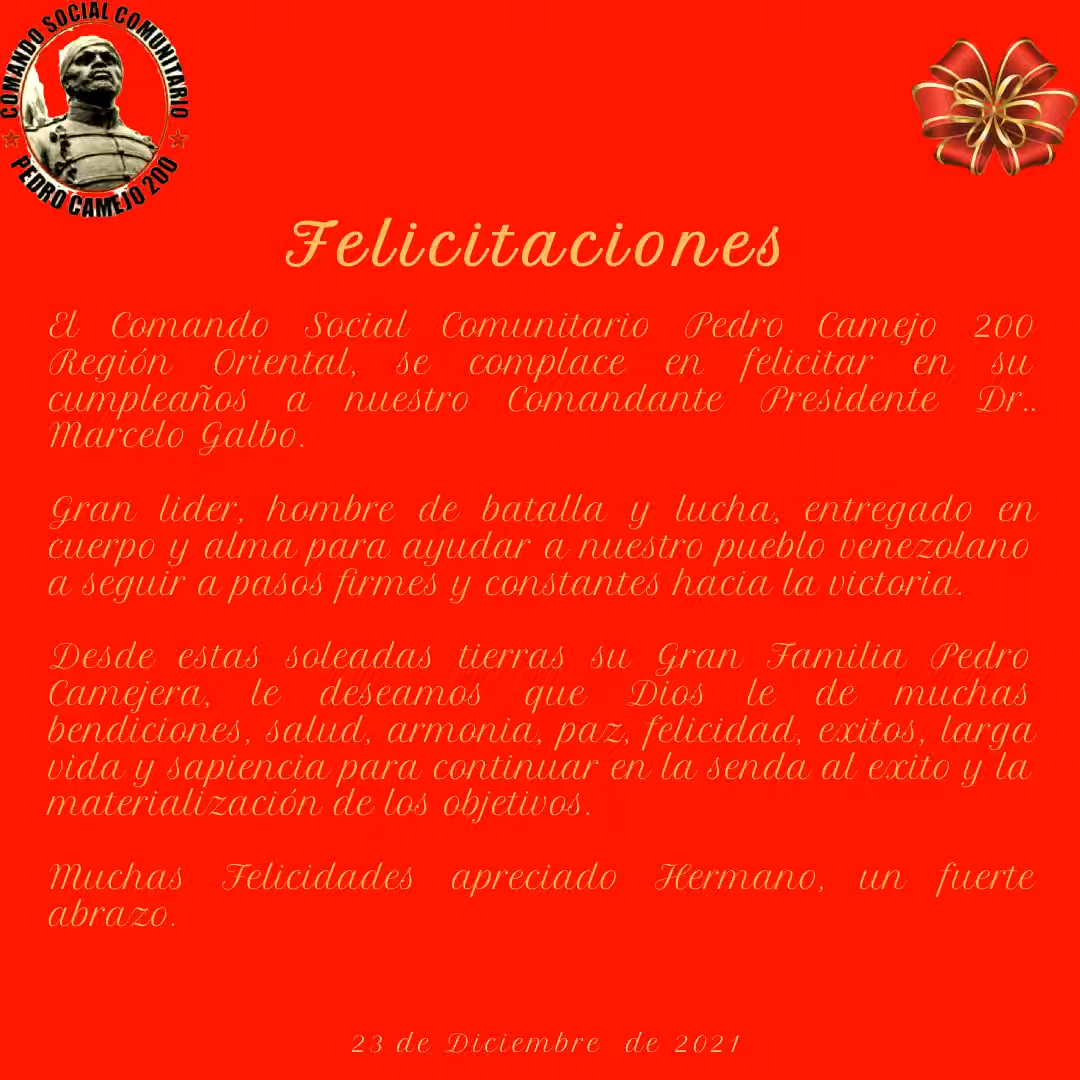 COMANDO SOCIAL COMUNITARIO
PEDRO CAMEJO 200
Felicitaciones
El Comando Social Comunitario Pedro Camejo 200
Región Oriental, se complace en felicitar en su
cumpleaños a nuestro Comandante Presidente Dr..
Marcelo Galbo.
Gran lider, hombre de batalla y lucha, entregado en
cuerpo y alma para ayudar a nuestro pueblo venezolano
a seguir a pasos firmes y constantes hacia la victoria.
Desde estas soleadas tierras su Gran Familia Pedro
Camejera, le deseamos que Dios le de muchas
bendiciones, salud, armonia, paz, felicidad, exitos, larga
vida y sapiencia para continuar en la senda al exito y la
materialización de los objetivos.
Muchas Felicidades apreciado Hermano, un fuerte
abrazo.
23 de Diciembre de 2021